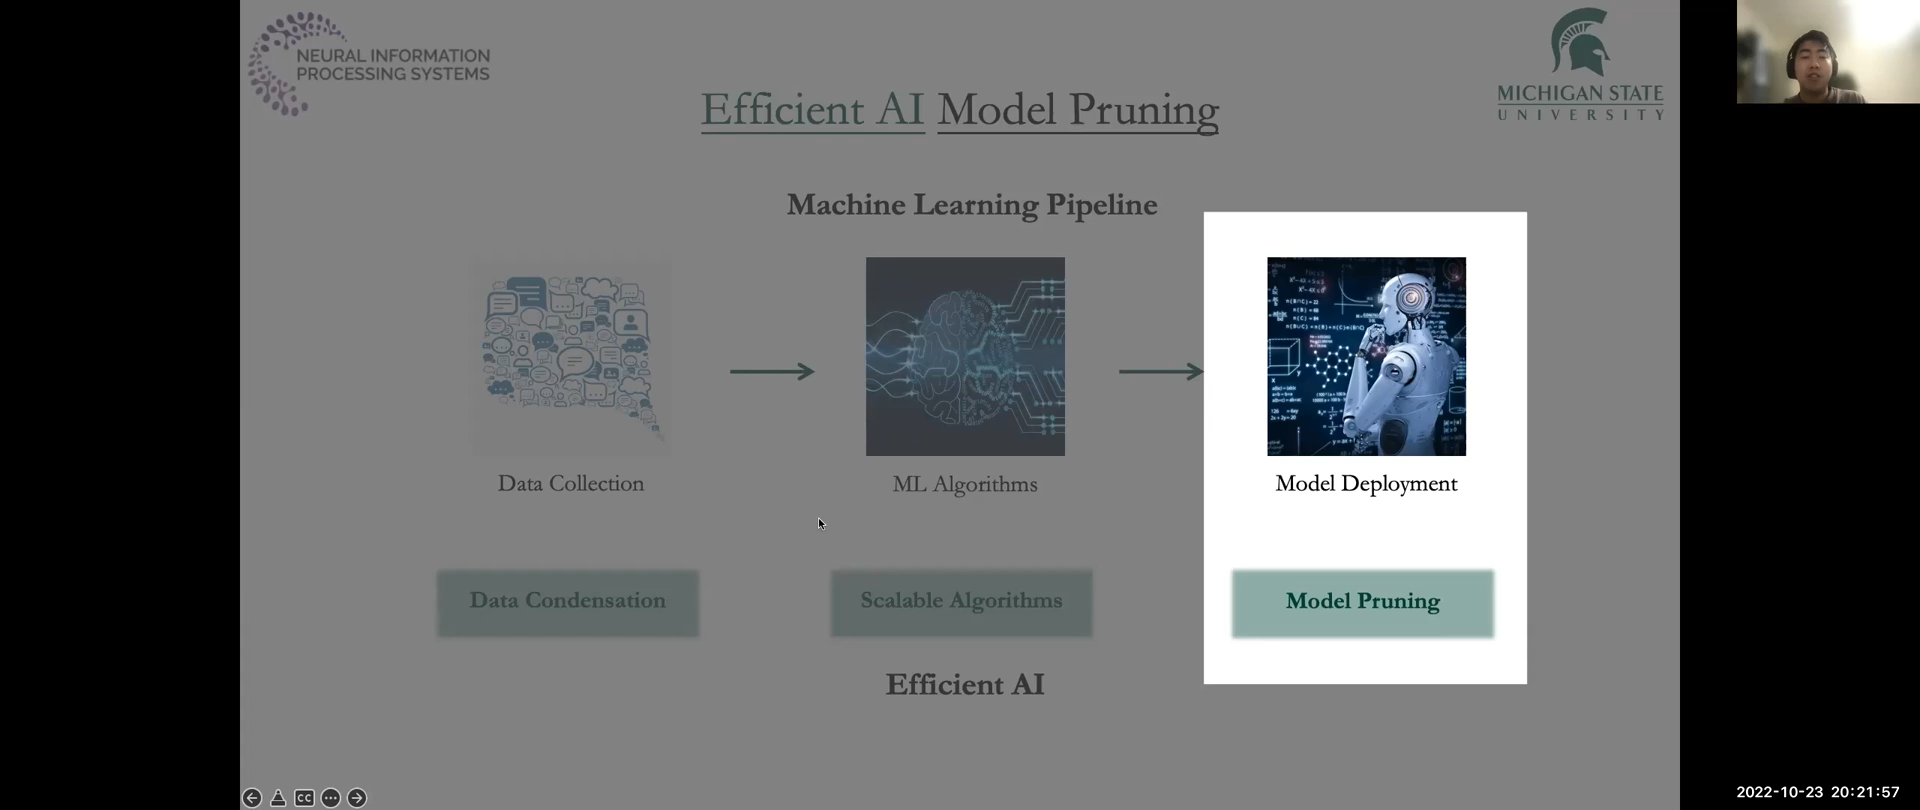 NEURAL INFORMATION
PROCESSING SYSTEMS
MICHIGAN STATE
UNIVERSITY
Efficient AI Model Pruning
Machine Learning Pipeline
Data Collection
ML Algorithms
Model Deployment
Data Condensation
Scalable Algorithms
Model Pruning
Efficient AI
CC
2022-10-23 20:21:57